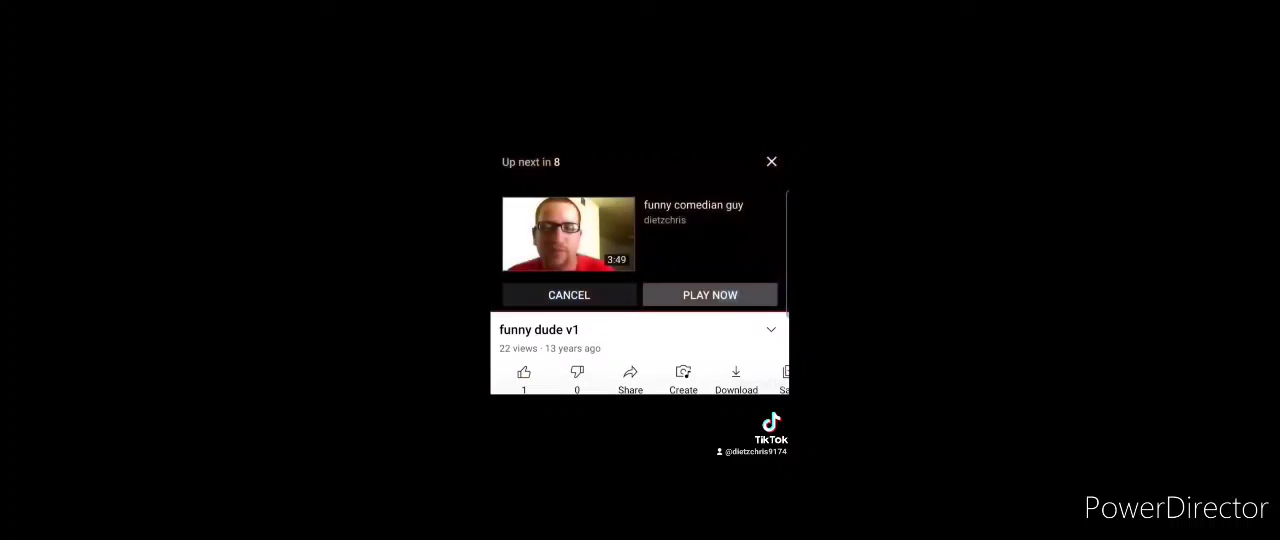 Up next in 8
funny comedian guy
dietzchris
3:49
CANCEL
PLAY NOW
funny dude v1
22 views · 13 years ago
1
0
Share
Create
Download
Sa
TikTok
@dietzchris9174
PowerDirector